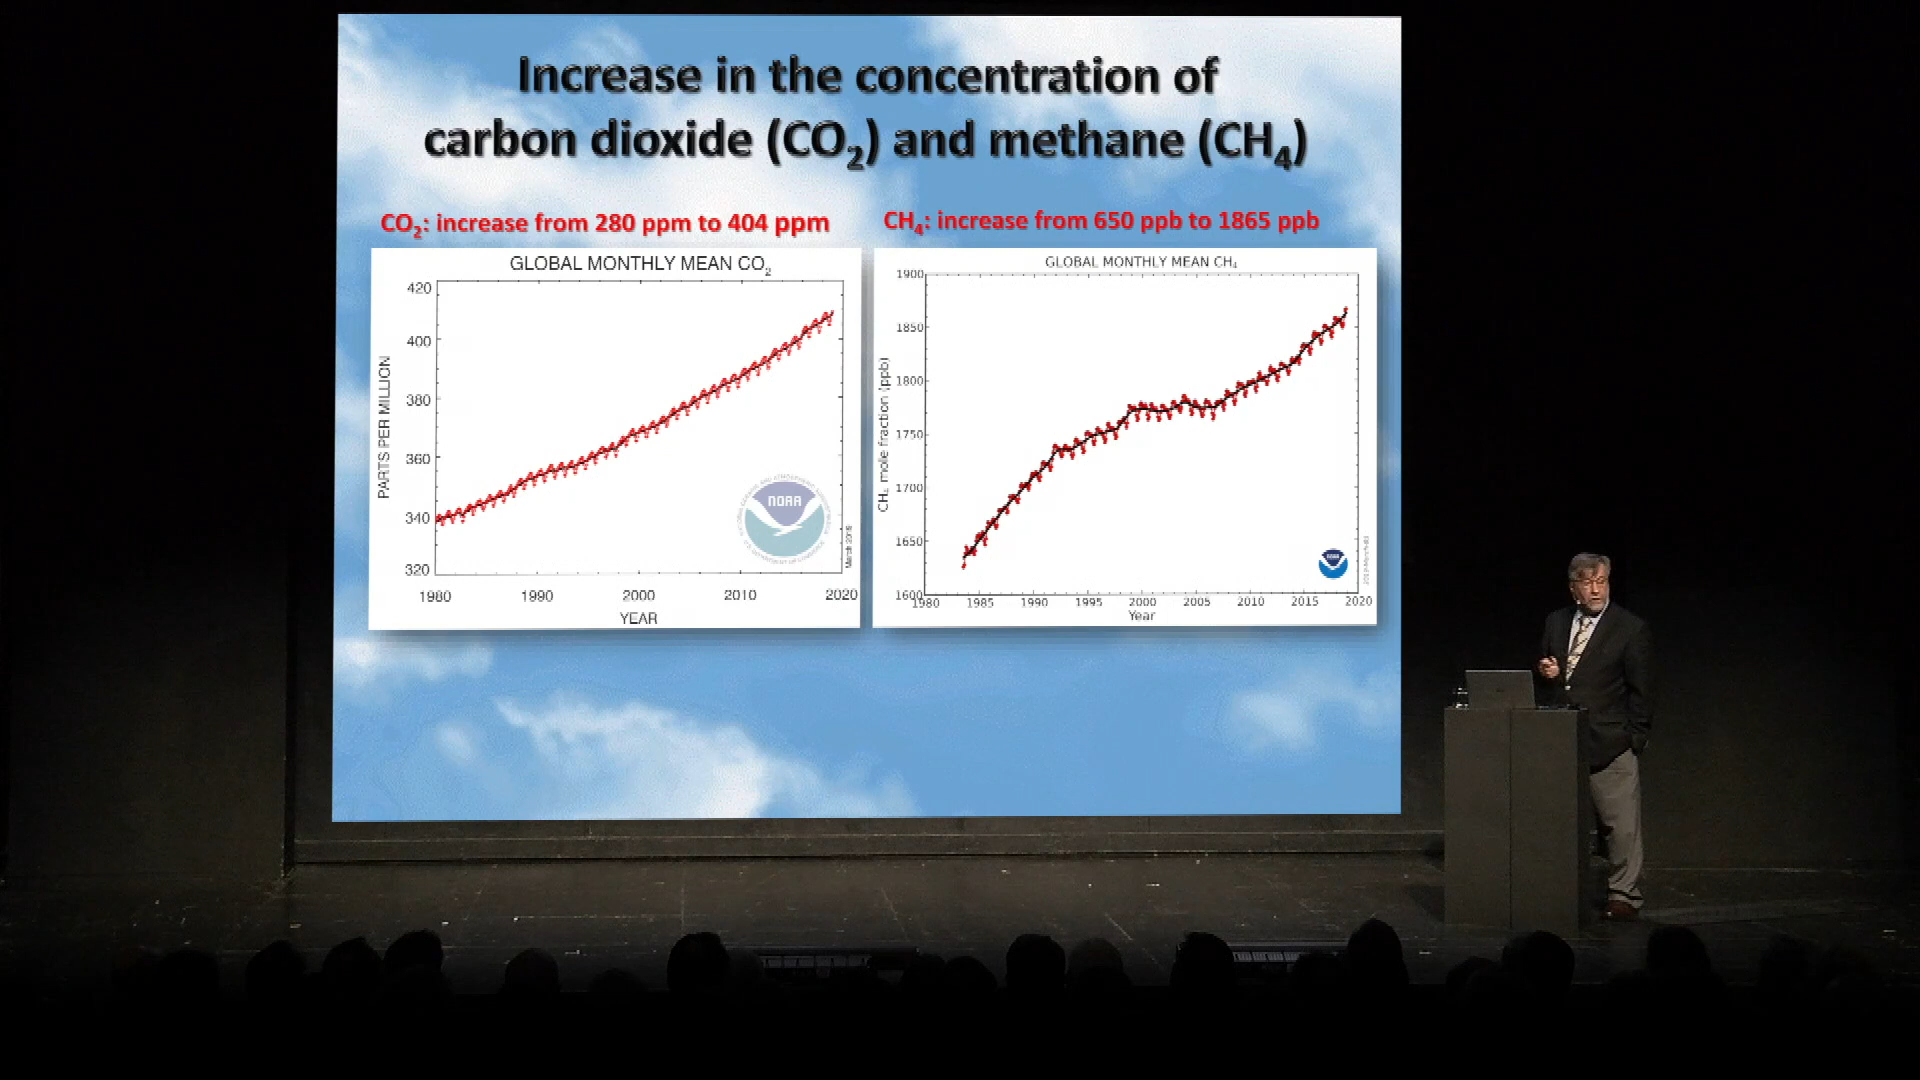 Increase in the concentration of
carbon dioxide (CO₂) and methane (CH₄)
CO₂: increase from 280 ppm to 404 ppm
CH₄: increase from 650 ppb to 1865 ppb
GLOBAL MONTHLY MEAN CO₂
PARTS PER MILLION
420
400
380
360
340
320
1980 1990 2000 2010 2020
YEAR
NOAA
March 2019
GLOBAL MONTHLY MEAN CH₄
CH₄ mole fraction (ppb)
1900
1850
1800
1750
1700
1650
1600
1980 1985 1990 1995 2000 2005 2010 2015 2020
Year
NOAA